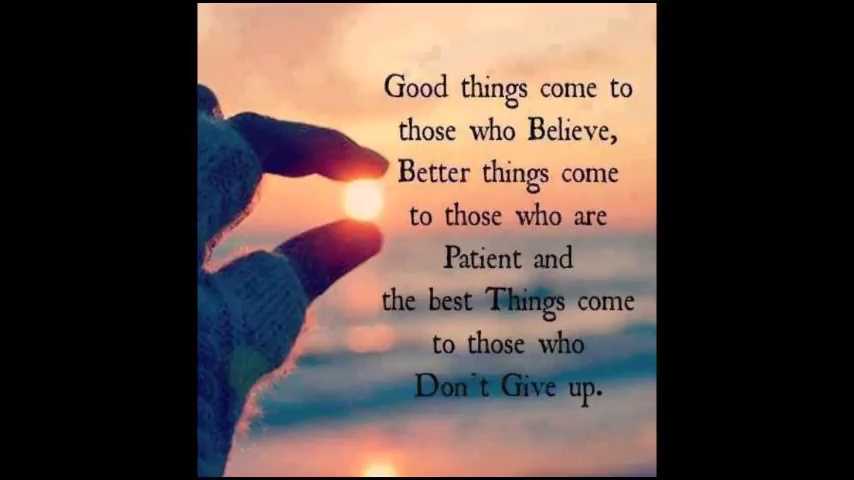 Good things come to
those who Believe,
Better things come
to those who are
Patient and
the best Things come
to those who
Don't Give up.